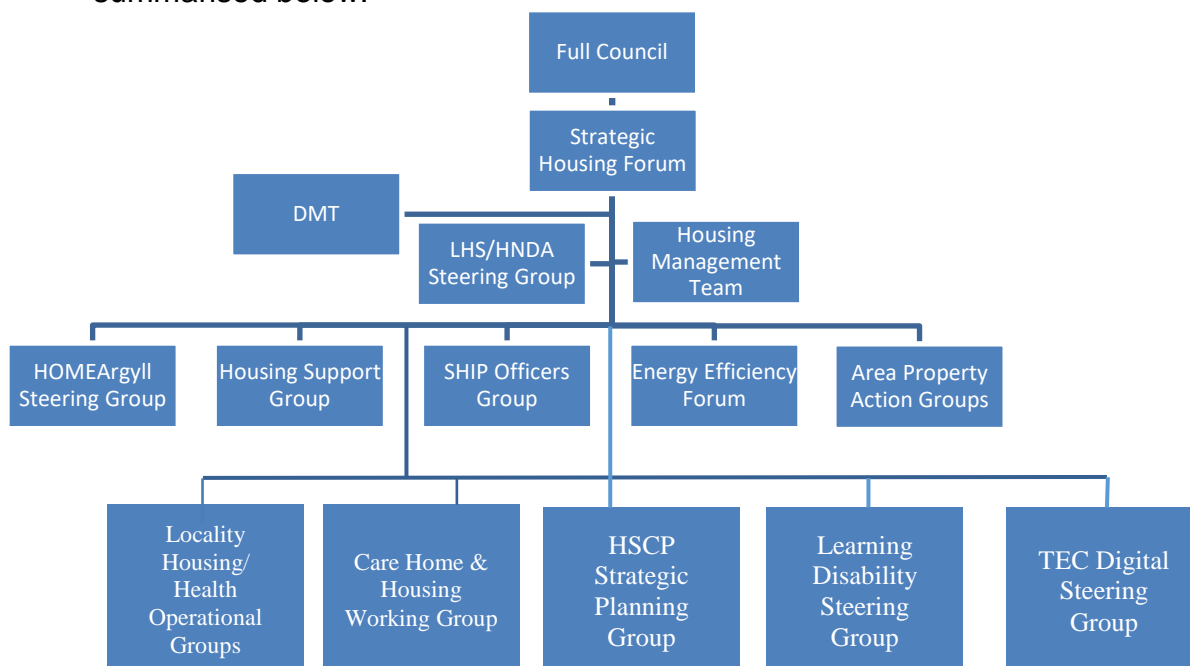 summarised below:
Full Council
Strategic
Housing Forum
DMT
LHS/HNDA
Steering Group
Housing
Management
Team
HOMEArgyll
Steering Group
Housing Support
Group
SHIP Officers
Group
Energy Efficiency
Forum
Area Property
Action Groups
Locality
Housing/
Health
Operational
Groups
Care Home &
Housing
Working Group
HSCP
Strategic
Planning
Group
Learning
Disability
Steering
Group
TEC Digital
Steering
Group